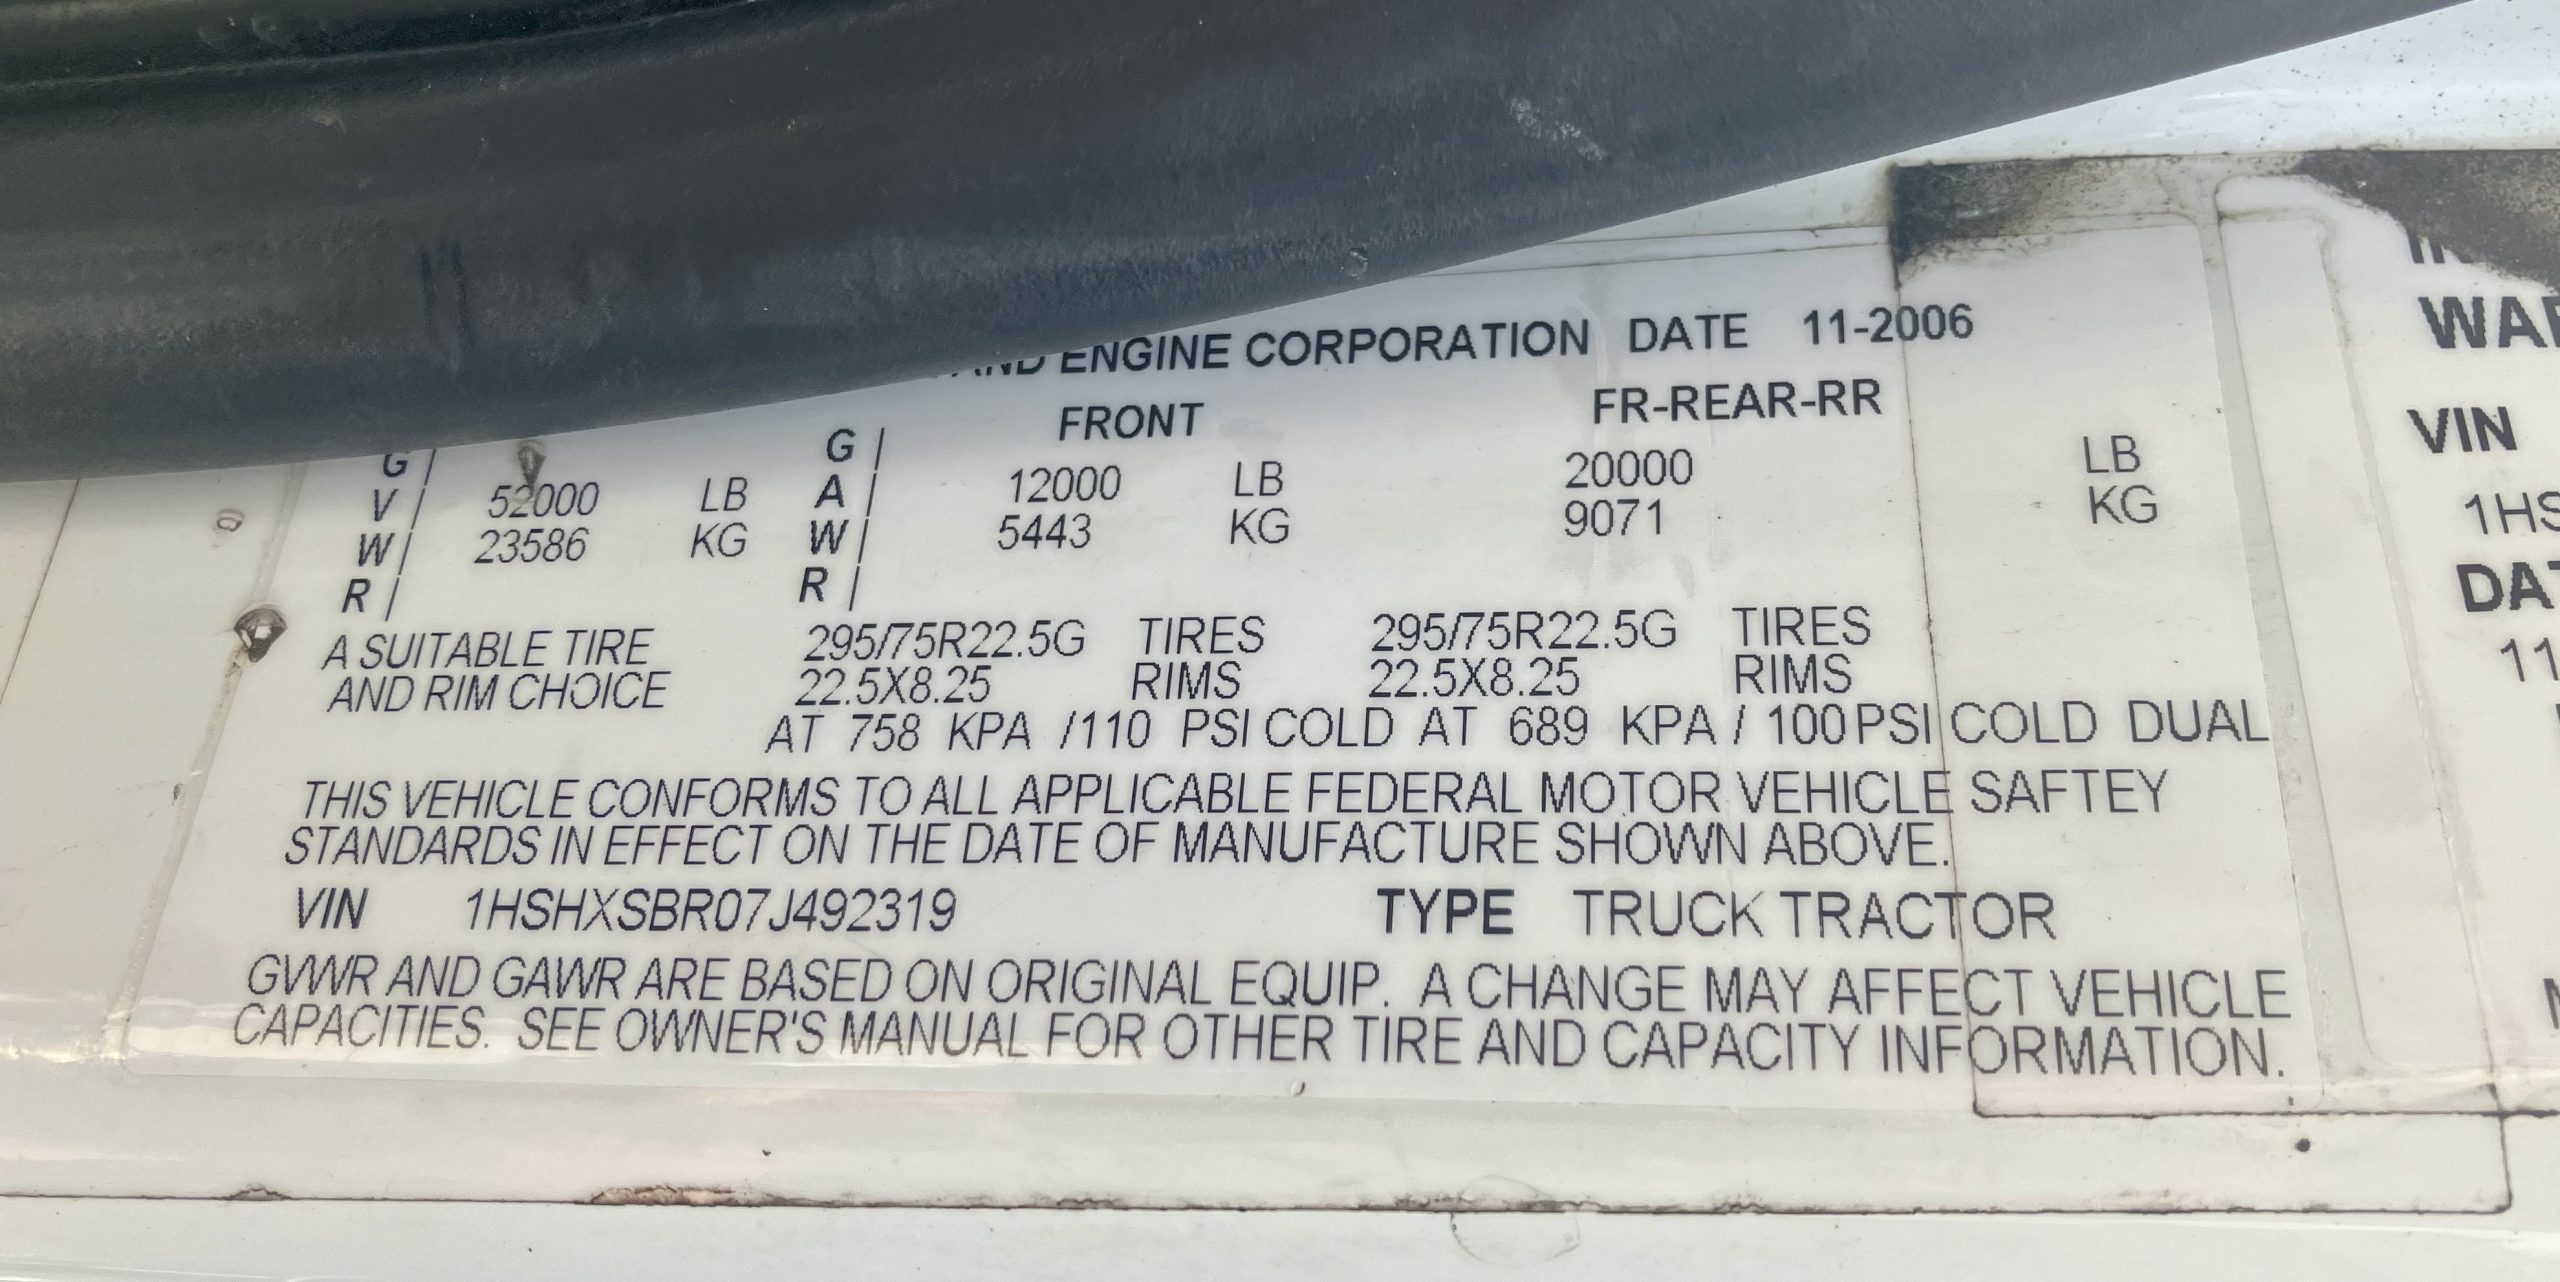 AND ENGINE CORPORATION DATE 11-2006
FRONT FR-REAR-RR
G | G |
V | 52000 LB A | 12000 LB 20000 LB
W | 23586 KG W | 5443 KG 9071 KG
R | R |
A SUITABLE TIRE 295/75R22.5G TIRES 295/75R22.5G TIRES
AND RIM CHOICE 22.5X8.25 RIMS 22.5X8.25 RIMS
AT 758 KPA /110 PSI COLD AT 689 KPA / 100 PSI COLD DUAL
THIS VEHICLE CONFORMS TO ALL APPLICABLE FEDERAL MOTOR VEHICLE SAFTEY
STANDARDS IN EFFECT ON THE DATE OF MANUFACTURE SHOWN ABOVE.
VIN 1HSHXSBR07J492319 TYPE TRUCK TRACTOR
GVWR AND GAWR ARE BASED ON ORIGINAL EQUIP. A CHANGE MAY AFFECT VEHICLE
CAPACITIES. SEE OWNER'S MANUAL FOR OTHER TIRE AND CAPACITY INFORMATION.
WAR
VIN
1HS
DAT
11